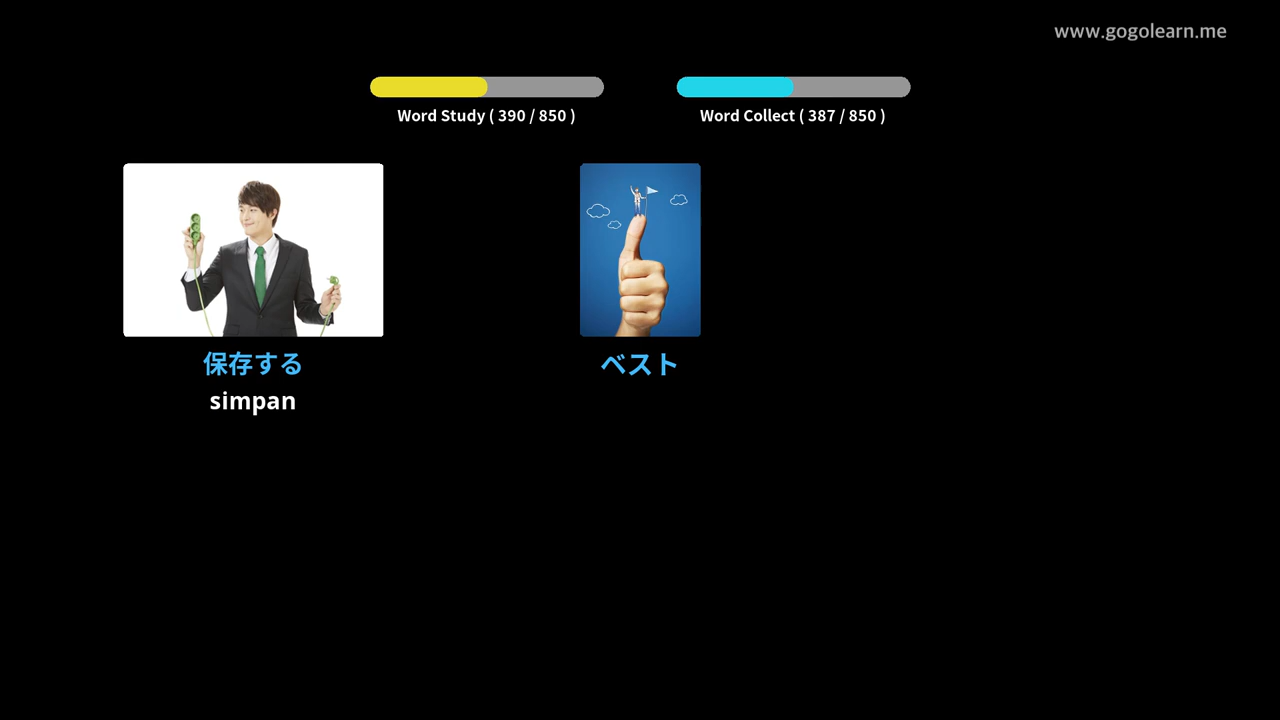 www.gogolearn.me
Word Study ( 390 / 850 )
Word Collect ( 387 / 850 )
保存する
simpan
ベスト